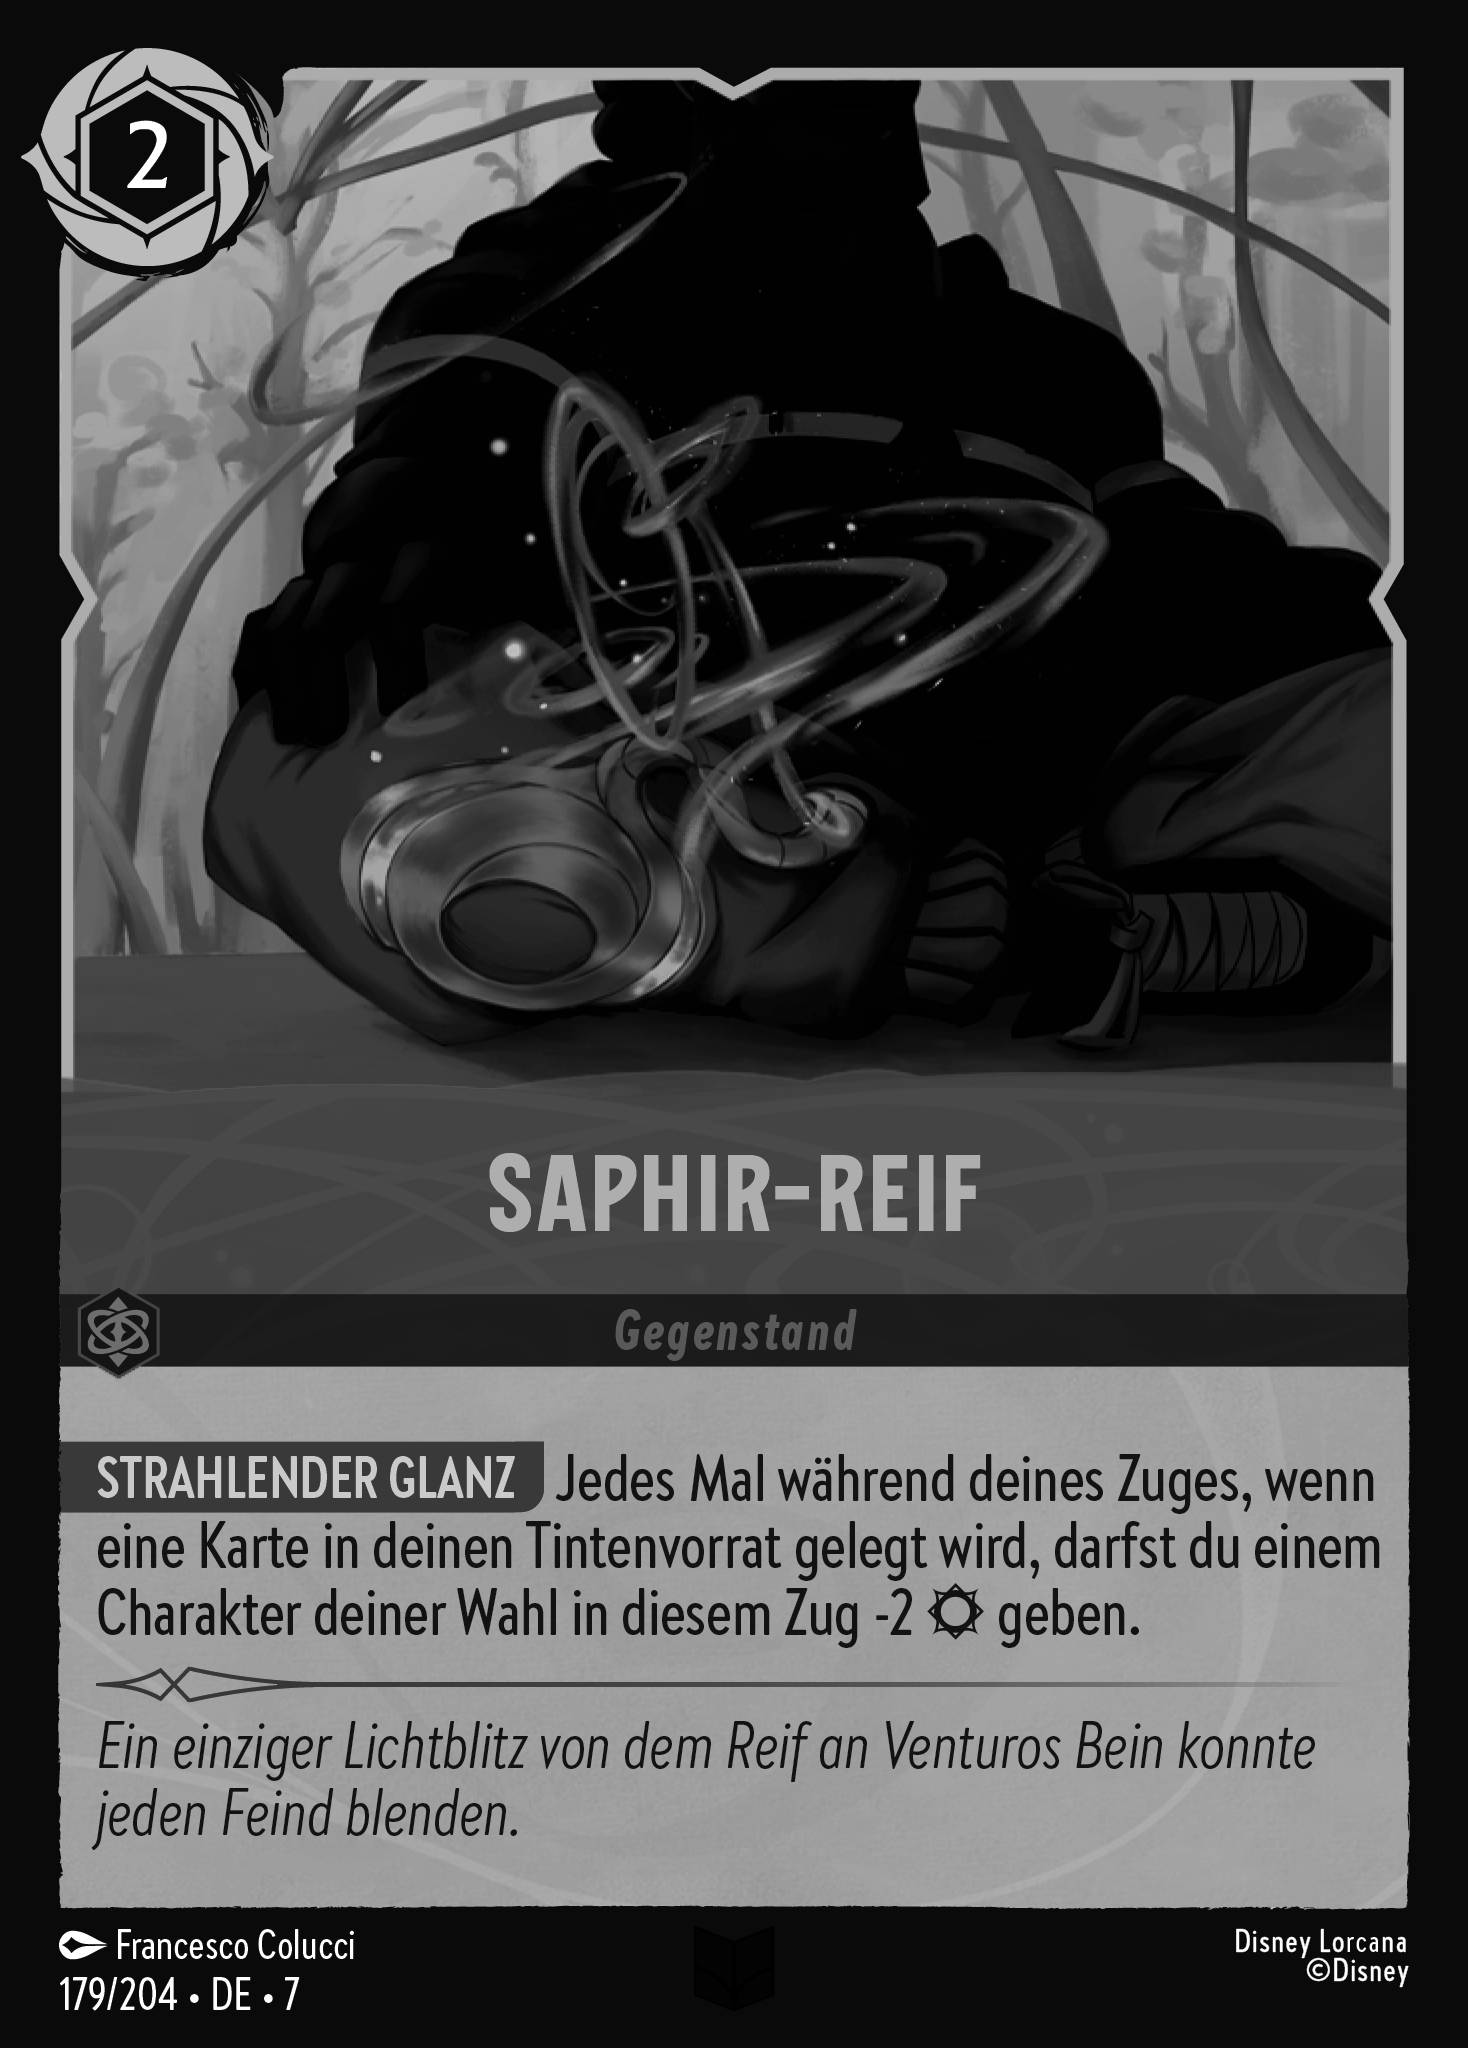 2
SAPHIR-REIF
Gegenstand
STRAHLENDER GLANZ Jedes Mal während deines Zuges, wenn
eine Karte in deinen Tintenvorrat gelegt wird, darfst du einem
Charakter deiner Wahl in diesem Zug -2 geben.
Ein einziger Lichtblitz von dem Reif an Venturos Bein konnte
jeden Feind blenden.
Francesco Colucci
179/204 • DE • 7
Disney Lorcana
©Disney